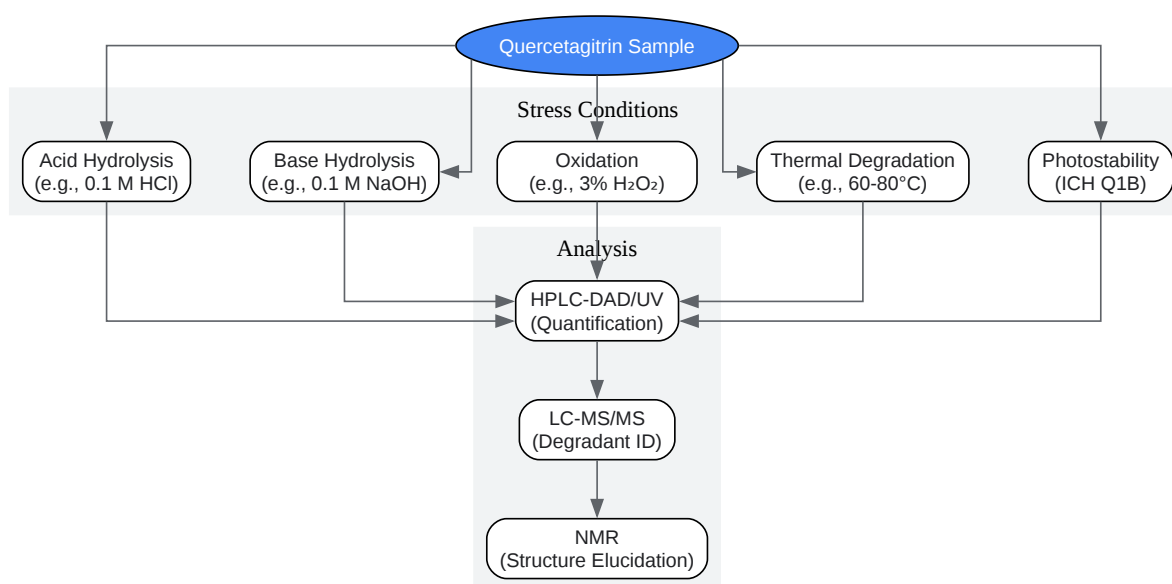 Quercetagitrin Sample
Stress Conditions
Acid Hydrolysis
(e.g., 0.1 M HCl)
Base Hydrolysis
(e.g., 0.1 M NaOH)
Oxidation
(e.g., 3% H₂O₂)
Thermal Degradation
(e.g., 60-80°C)
Photostability
(ICH Q1B)
Analysis
HPLC-DAD/UV
(Quantification)
LC-MS/MS
(Degradant ID)
NMR
(Structure Elucidation)